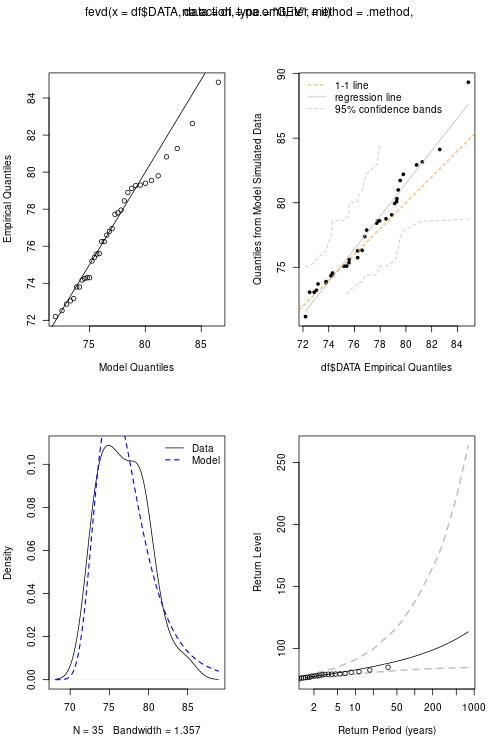 fevd(x = df$DATA, data = df, type = "GEV", method = .method,
Empirical Quantiles
72 74 76 78 80 82 84
75 80 85
Model Quantiles
1-1 line
regression line
95% confidence bands
Quantiles from Model Simulated Data
75 80 85 90
72 74 76 78 80 82 84
df$DATA Empirical Quantiles
Data
Model
Density
0.00 0.02 0.04 0.06 0.08 0.10
70 75 80 85
N = 35 Bandwidth = 1.357
Return Level
100 150 200 250
2 5 10 50 200 1000
Return Period (years)